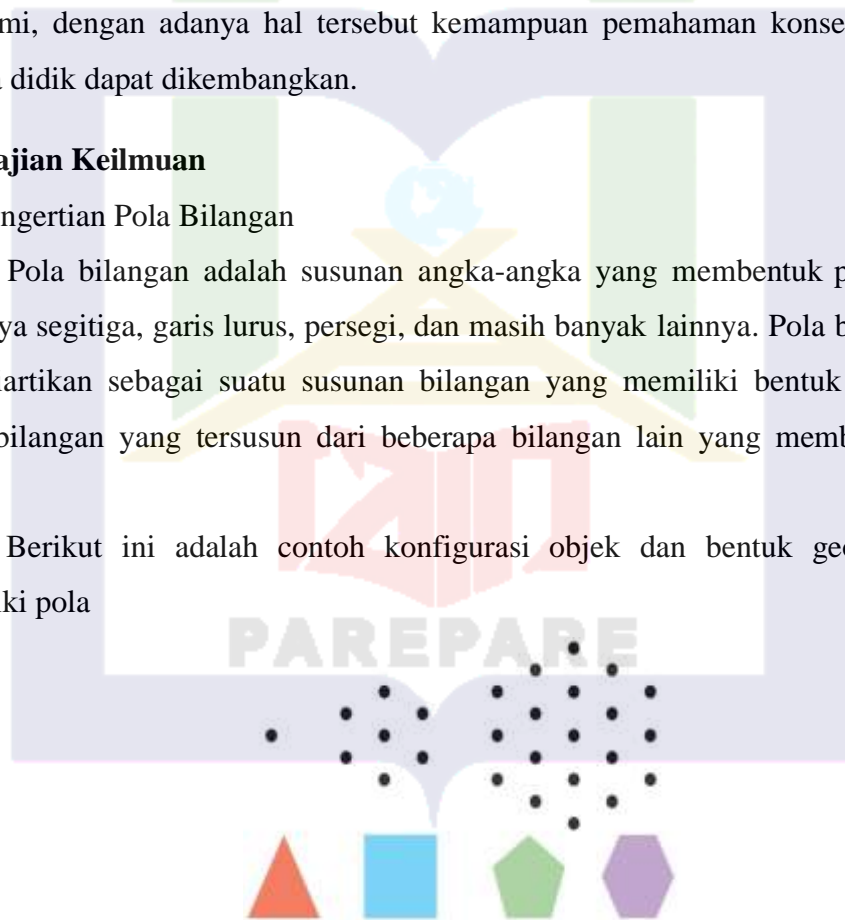 mi, dengan adanya hal tersebut kemampuan pemahaman konse
didik dapat dikembangkan.
ajian Keilmuan
ngertian Pola Bilangan
Pola bilangan adalah susunan angka-angka yang membentuk p
ya segitiga, garis lurus, persegi, dan masih banyak lainnya. Pola b
artikan sebagai suatu susunan bilangan yang memiliki bentuk
bilangan yang tersusun dari beberapa bilangan lain yang memb
Berikut ini adalah contoh konfigurasi objek dan bentuk geo
ki pola
PAREPARE